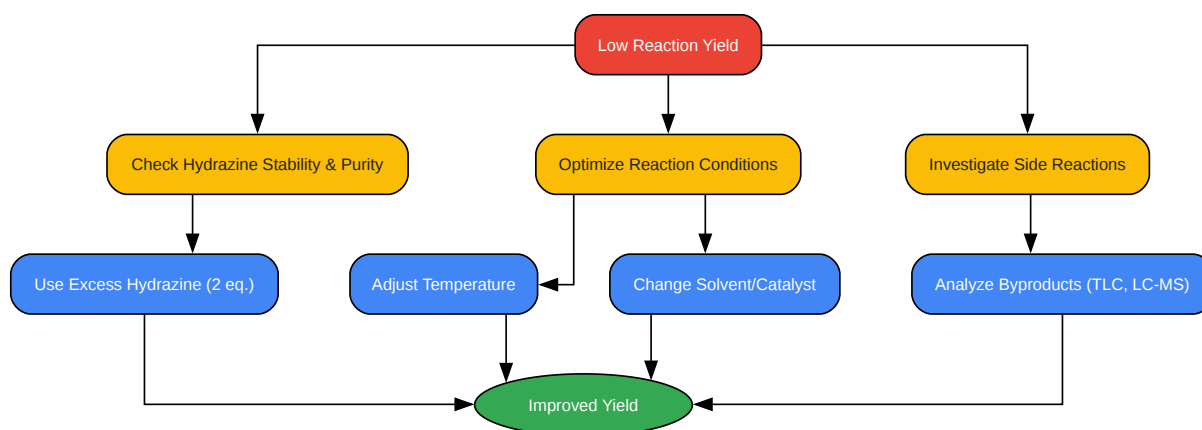 Low Reaction Yield
Check Hydrazine Stability & Purity
Optimize Reaction Conditions
Investigate Side Reactions
Use Excess Hydrazine (2 eq.)
Adjust Temperature
Change Solvent/Catalyst
Analyze Byproducts (TLC, LC-MS)
Improved Yield